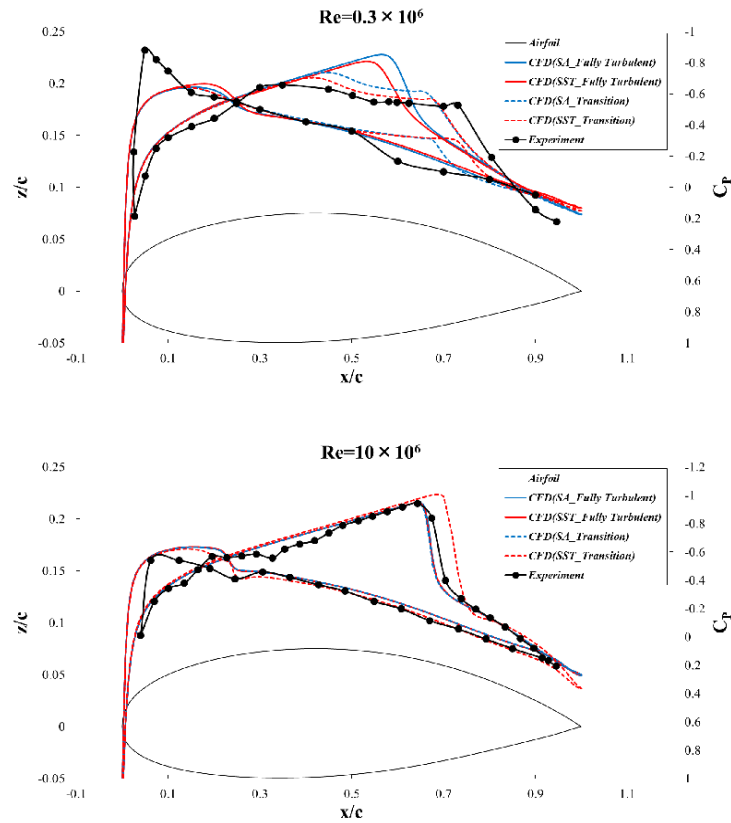 Re=0.3×10⁶
0.25
0.2
0.15
0.1
0.05
0
-0.05
z/c
-1
-0.8
-0.6
-0.4
-0.2
0
0.2
0.4
0.6
0.8
1
C_P
Airfoil
CFD(SA_Fully Turbulent)
CFD(SST_Fully Turbulent)
CFD(SA_Transition)
CFD(SST_Transition)
Experiment
-0.1
0.1
0.3
0.5
0.7
0.9
1.1
x/c
Re=10×10⁶
0.25
0.2
0.15
0.1
0.05
0
-0.05
z/c
-1.2
-1
-0.8
-0.6
-0.4
-0.2
0
0.2
0.4
0.6
0.8
1
C_P
Airfoil
CFD(SA_Fully Turbulent)
CFD(SST_Fully Turbulent)
CFD(SA_Transition)
CFD(SST_Transition)
Experiment
-0.1
0.1
0.3
0.5
0.7
0.9
1.1
x/c